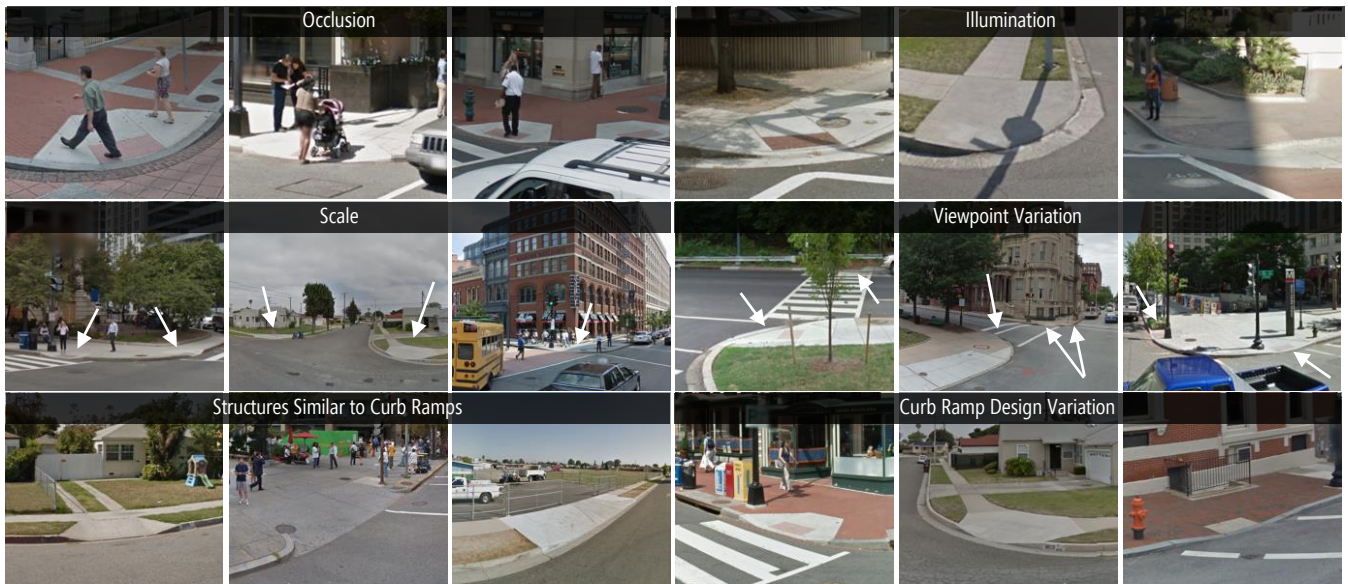 Occlusion
Illumination
Scale
Viewpoint Variation
Structures Similar to Curb Ramps
Curb Ramp Design Variation